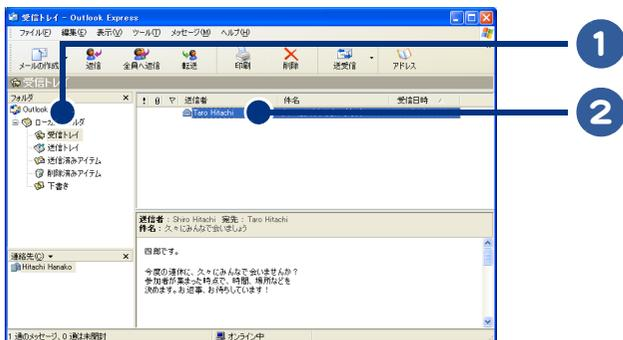 受信トレイ - Outlook Express
ファイル(F) 編集(E) 表示(V) ツール(T) メッセージ(M) ヘルプ(H)
メールの作成 返信 全員へ返信 転送 印刷 削除 送受信 アドレス
受信トレイ
フォルダ
! 送信者 件名 受信日時
Outlook
Taro Hitachi
受信トレイ
送信トレイ
送信済みアイテム
削除済みアイテム
下書き
送信者: Shiro Hitachi 宛先: Taro Hitachi
件名: 久々にみんなで会いましょう
四郎です。
今度の連休に、久々にみんなで会いませんか?
参加者が集まった時点で、時間、場所などを
決めます。お返事、お待ちしています!
連絡先(C)
Hitachi Hanako
1 通のメッセージ、0 通は未開封
オンライン中
1
2